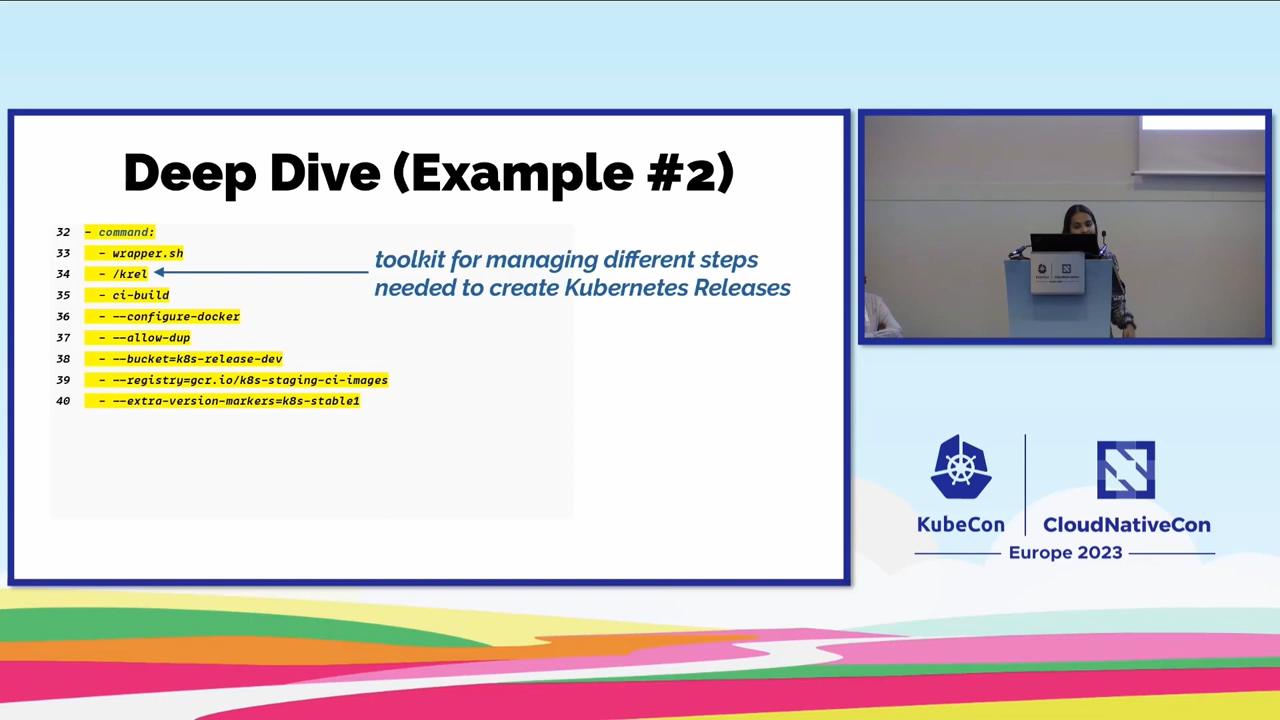 Deep Dive (Example #2)
32 - command:
33 - wrapper.sh
34 - /krel
35 - ci-build
36 - --configure-docker
37 - --allow-dup
38 - --bucket=k8s-release-dev
39 - --registry=gcr.io/k8s-staging-ci-images
40 - --extra-version-markers=k8s-stable1
toolkit for managing different steps
needed to create Kubernetes Releases
KubeCon
CloudNativeCon
Europe 2023